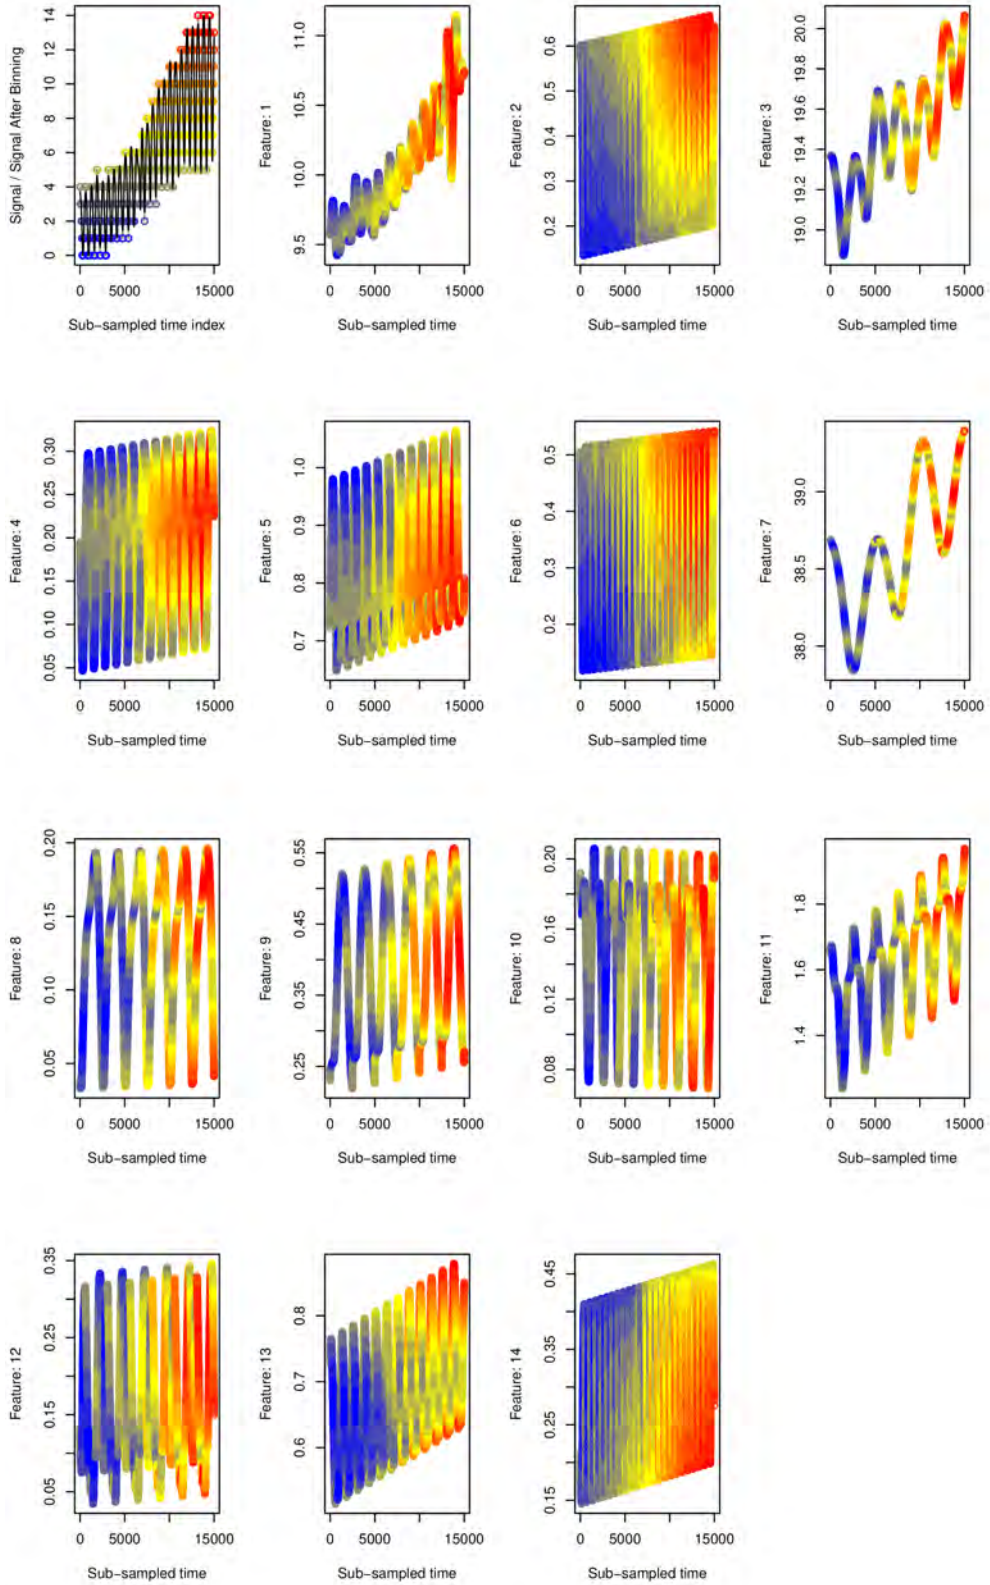 Signal / Signal After Binning
14
12
10
8
6
4
2
0
0 5000 15000
Sub−sampled time index
Feature: 1
11.0
10.5
10.0
9.5
0 5000 15000
Sub−sampled time
Feature: 2
0.6
0.5
0.4
0.3
0.2
0 5000 15000
Sub−sampled time
Feature: 3
20.0
19.8
19.6
19.4
19.2
19.0
0 5000 15000
Sub−sampled time
Feature: 4
0.30
0.25
0.20
0.15
0.10
0.05
0 5000 15000
Sub−sampled time
Feature: 5
1.0
0.9
0.8
0.7
0 5000 15000
Sub−sampled time
Feature: 6
0.5
0.4
0.3
0.2
0 5000 15000
Sub−sampled time
Feature: 7
39.0
38.5
38.0
0 5000 15000
Sub−sampled time
Feature: 8
0.20
0.15
0.10
0.05
0 5000 15000
Sub−sampled time
Feature: 9
0.55
0.45
0.35
0.25
0 5000 15000
Sub−sampled time
Feature: 10
0.20
0.16
0.12
0.08
0 5000 15000
Sub−sampled time
Feature: 11
1.8
1.6
1.4
0 5000 15000
Sub−sampled time
Feature: 12
0.35
0.25
0.15
0.05
0 5000 15000
Sub−sampled time
Feature: 13
0.8
0.7
0.6
0 5000 15000
Sub−sampled time
Feature: 14
0.45
0.35
0.25
0.15
0 5000 15000
Sub−sampled time